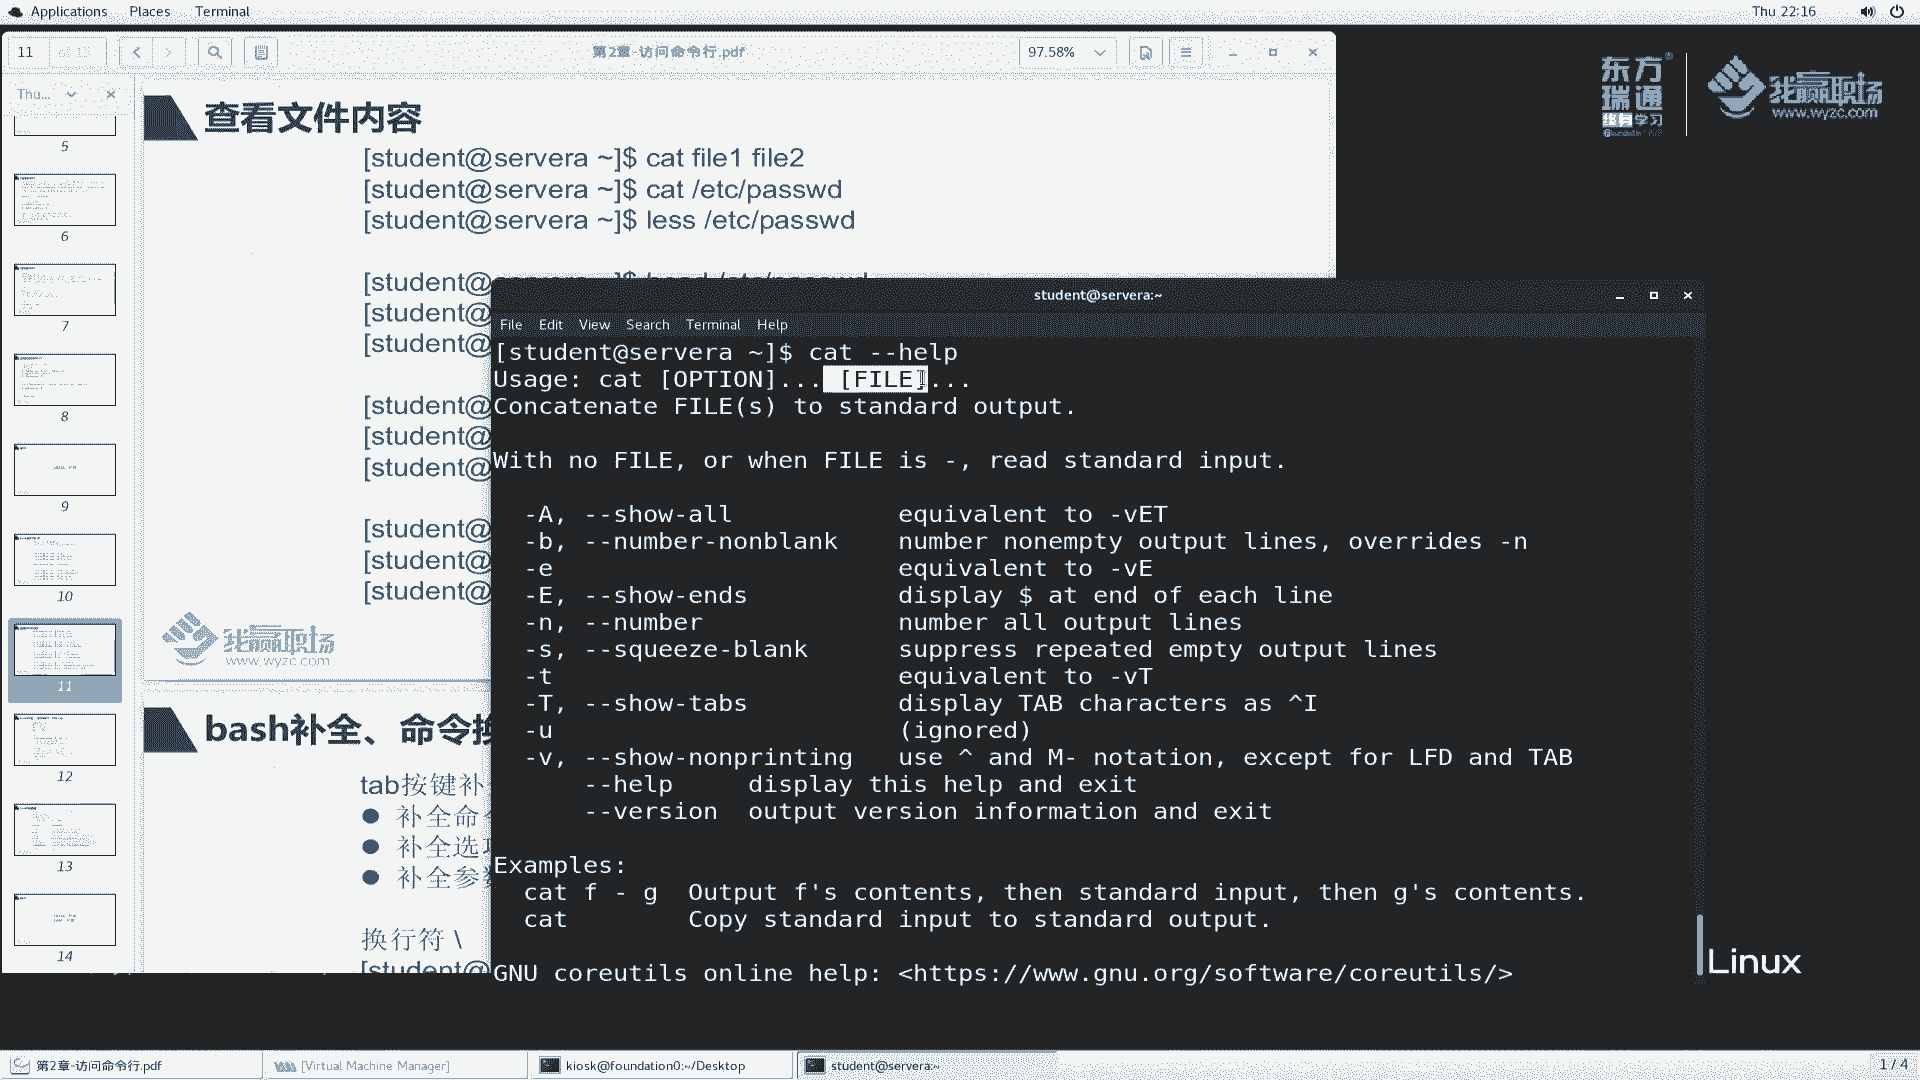 Applications Places Terminal
Thu 22:16
11 of 13
第2章-访问命令行.pdf
97.58%
Thu...
5
6
7
8
9
10
11
12
13
14
查看文件内容
[student@servera ~]$ cat file1 file2
[student@servera ~]$ cat /etc/passwd
[student@servera ~]$ less /etc/passwd
[student@
[student@
[student@
[student@
[student@
[student@
[student@
[student@
[student@
我赢职场
www.wyzc.com
bash补全、命令换
tab按键补
补全命令
补全选项
补全参数
换行符 \
[student@
东方瑞通
终身学习
我赢职场
www.wyzc.com
student@servera:~
File Edit View Search Terminal Help
[student@servera ~]$ cat --help
Usage: cat [OPTION]... [FILE]...
Concatenate FILE(s) to standard output.
With no FILE, or when FILE is -, read standard input.
-A, --show-all equivalent to -vET
-b, --number-nonblank number nonempty output lines, overrides -n
-e equivalent to -vE
-E, --show-ends display $ at end of each line
-n, --number number all output lines
-s, --squeeze-blank suppress repeated empty output lines
-t equivalent to -vT
-T, --show-tabs display TAB characters as ^I
-u (ignored)
-v, --show-nonprinting use ^ and M- notation, except for LFD and TAB
--help display this help and exit
--version output version information and exit
Examples:
cat f - g Output f's contents, then standard input, then g's contents.
cat Copy standard input to standard output.
GNU coreutils online help: <https://www.gnu.org/software/coreutils/>
Linux
第2章-访问命令行.pdf
[Virtual Machine Manager]
kiosk@foundation0:~/Desktop
student@servera:~
1 / 4